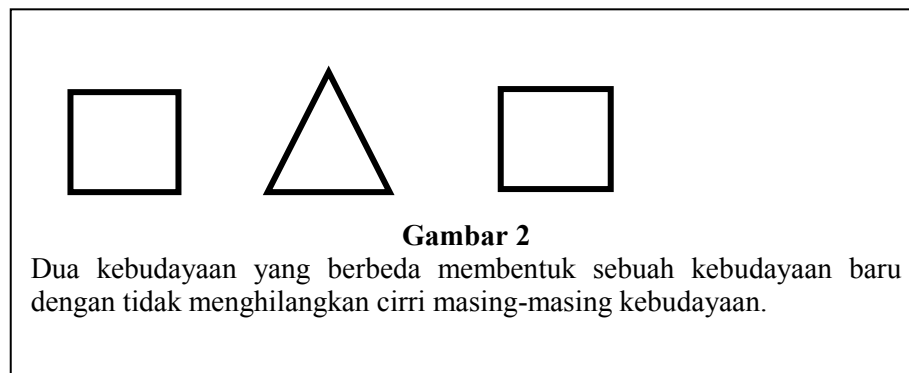 Gambar 2
Dua kebudayaan yang berbeda membentuk sebuah kebudayaan baru
dengan tidak menghilangkan cirri masing-masing kebudayaan.